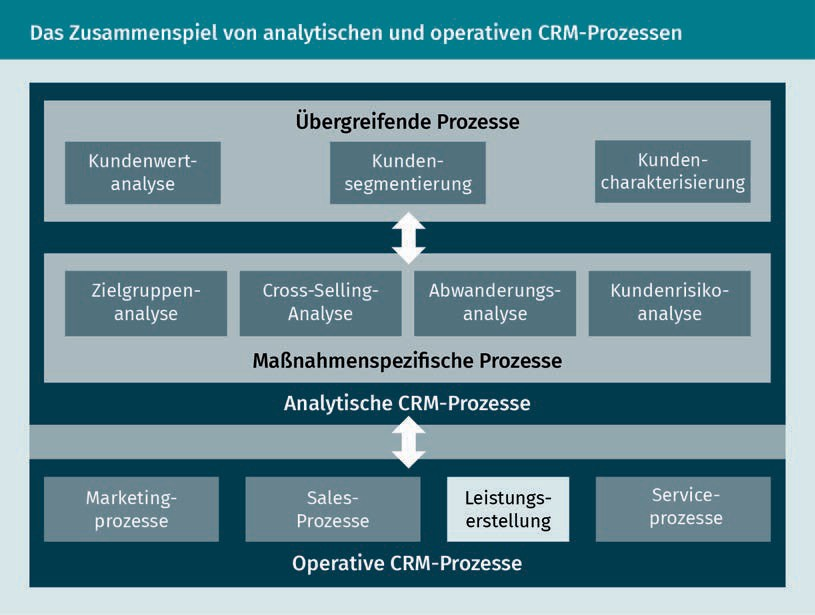 Das Zusammenspiel von analytischen und operativen CRM-Prozessen
Übergreifende Prozesse
Kundenwert-
analyse
Kunden-
segmentierung
Kunden-
charakterisierung
Zielgruppen-
analyse
Cross-Selling-
Analyse
Abwanderungs-
analyse
Kundenrisiko-
analyse
Maßnahmenspezifische Prozesse
Analytische CRM-Prozesse
Marketing-
prozesse
Sales-
Prozesse
Leistungs-
erstellung
Service-
prozesse
Operative CRM-Prozesse